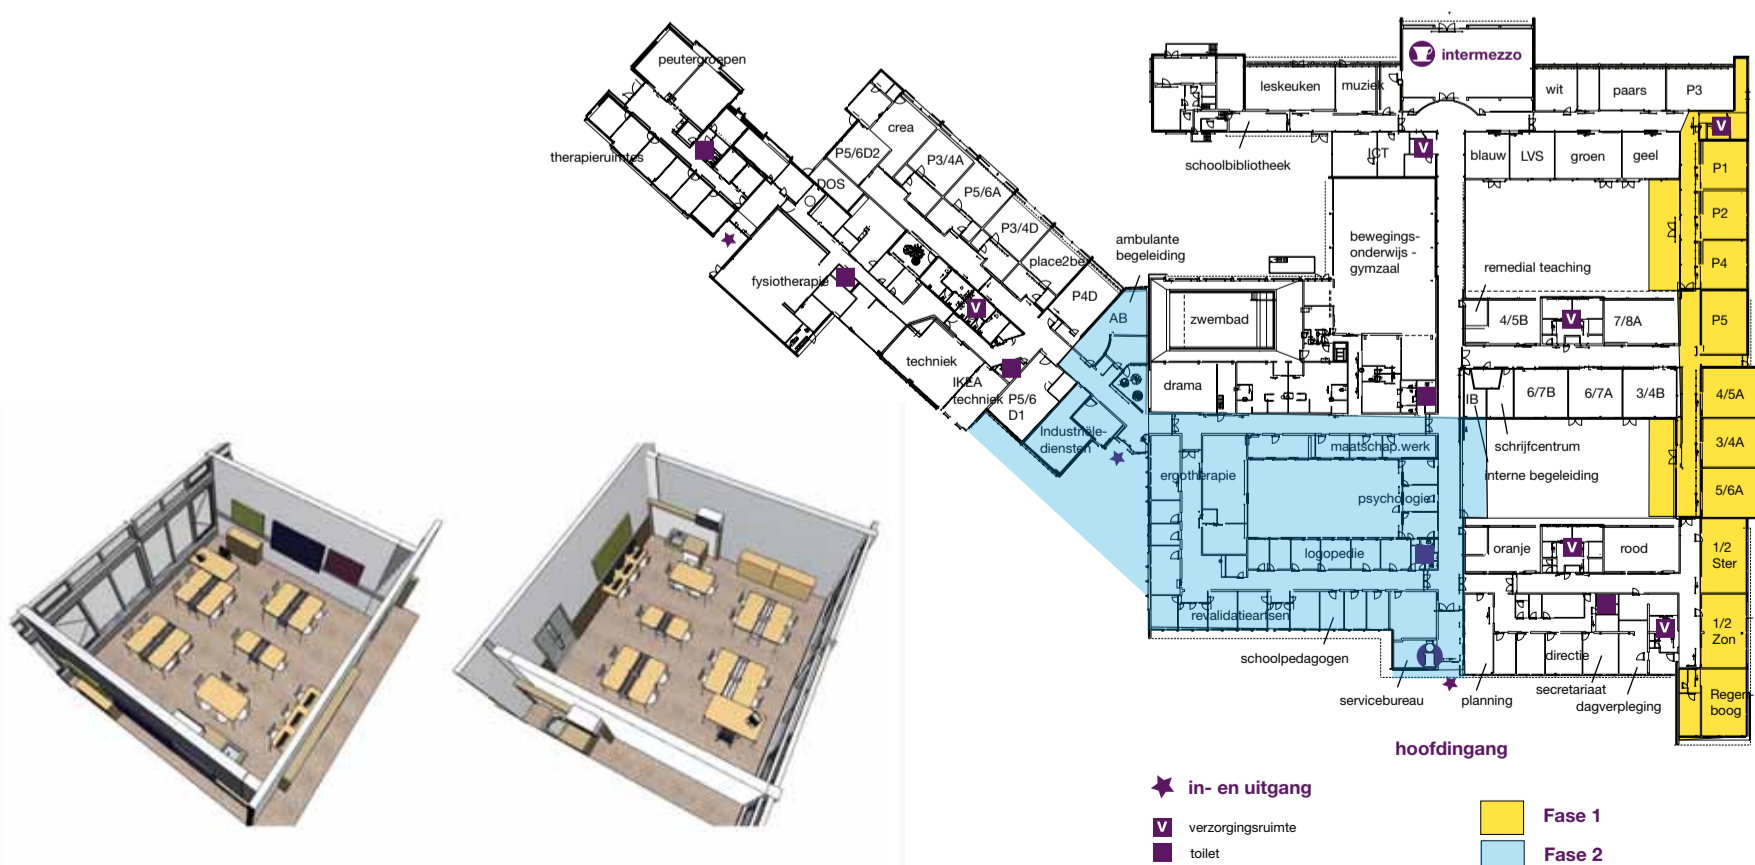 peutergroepen
therapieruimtes
crea
P5/6D2
P3/4A
DOS
P5/6A
P3/4D
place2be
P4D
fysiotherapie
techniek
IKEA
techniek
P5/6
D1
Industriële-
diensten
ambulante
begeleiding
AB
intermezzo
leskeuken
muziek
wit
paars
P3
schoolbibliotheek
ICT
V
V
blauw
LVS
groen
geel
P1
P2
P4
P5
bewegings-
onderwijs -
gymzaal
remedial teaching
zwembad
4/5B
V
7/8A
V
drama
IB
6/7B
6/7A
3/4B
4/5A
3/4A
5/6A
schrijfcentrum
interne begeleiding
maatschap.werk
ergotherapie
psychologie
logopedie
oranje
V
rood
1/2
Ster
1/2
Zon
Regen-
boog
revalidatieartsen
schoolpedagogen
servicebureau
planning
directie
V
secretariaat
dagverpleging
hoofdingang
in- en uitgang
V verzorgingsruimte
toilet
Fase 1
Fase 2